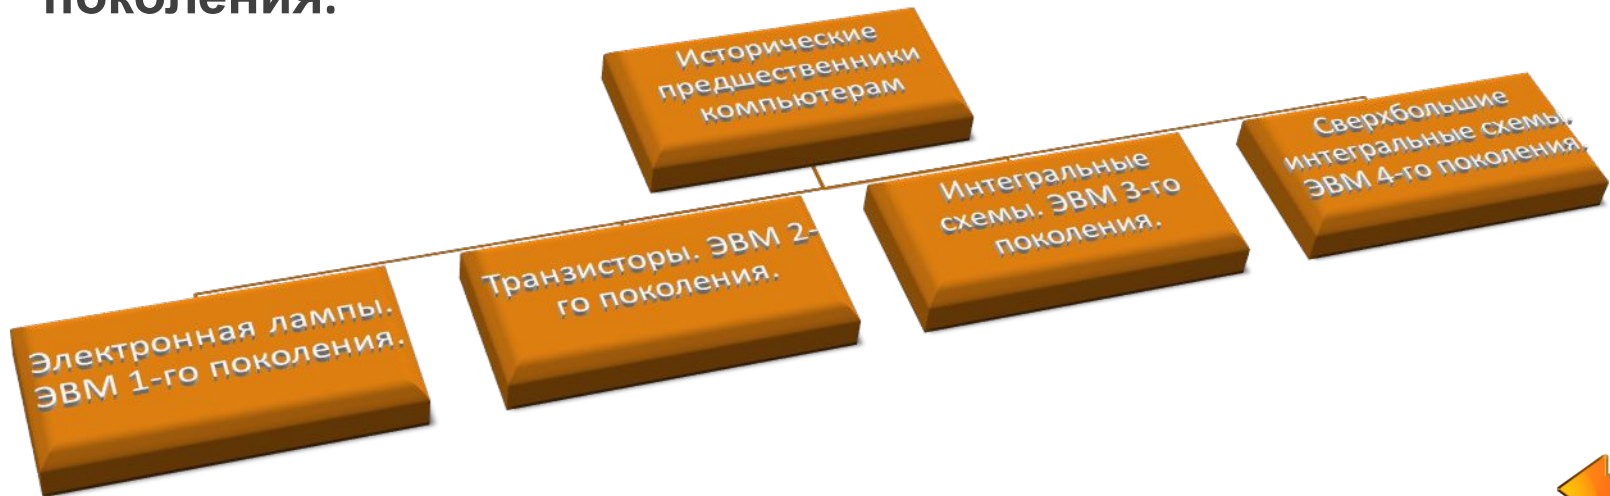 поколения.
Исторические
предшественники
компьютерам
Электронная лампы.
ЭВМ 1-го поколения.
Транзисторы. ЭВМ 2-
го поколения.
Интегральные
схемы. ЭВМ 3-го
поколения.
Сверхбольшие
интегральные схемы.
ЭВМ 4-го поколения.